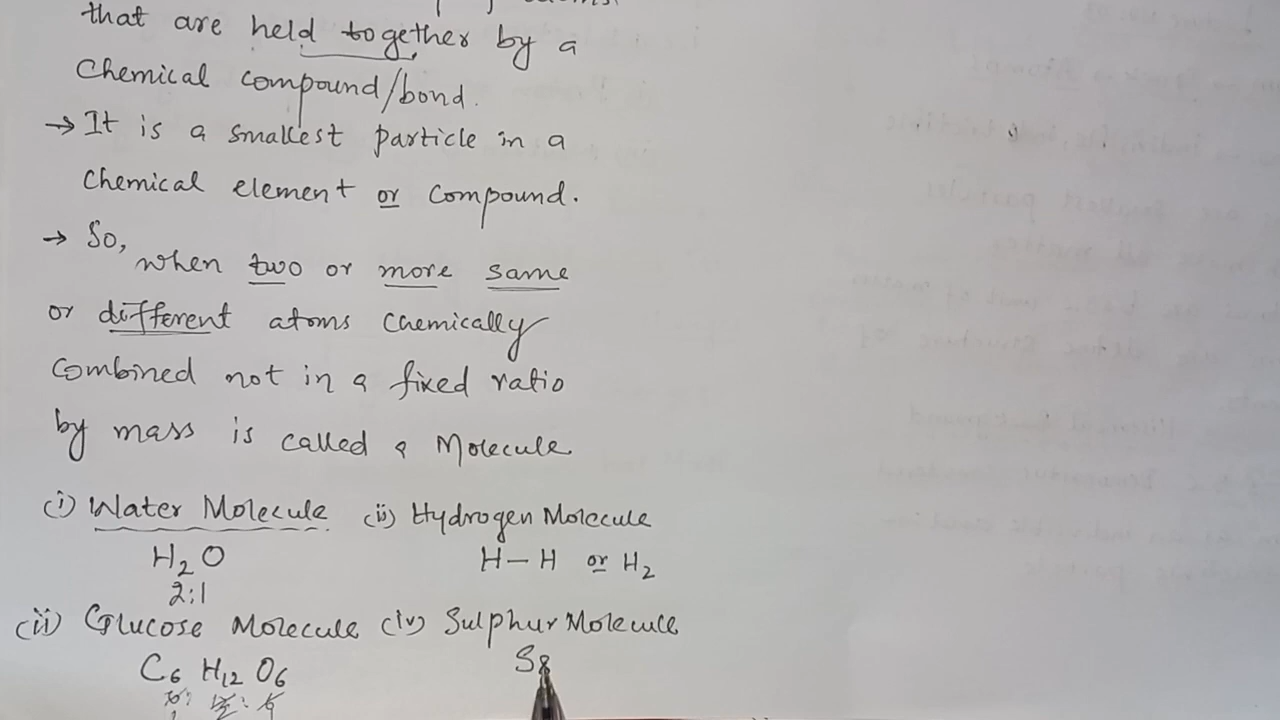 that are held together by a
Chemical compound/bond.
→ It is a smallest particle in a
Chemical element or compound.
→ So, when two or more same
or different atoms Chemically
Combined not in a fixed ratio
by mass is called a Molecule
(i) Water Molecule (ii) Hydrogen Molecule
H2O H-H or H2
2:1
(ii) Glucose Molecule (iv) Sulphur Molecule
C6 H12 O6 S8